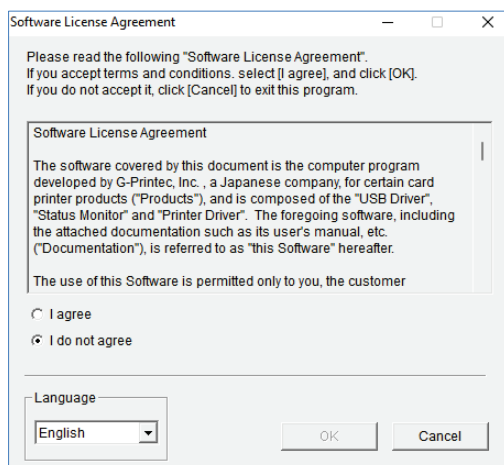 Software License Agreement
Please read the following "Software License Agreement".
If you accept terms and conditions. select [I agree], and click [OK].
If you do not accept it, click [Cancel] to exit this program.
Software License Agreement
The software covered by this document is the computer program
developed by G-Printec, Inc. , a Japanese company, for certain card
printer products ("Products"), and is composed of the "USB Driver",
"Status Monitor" and "Printer Driver".  The foregoing software, including
the attached documentation such as its user's manual, etc.
("Documentation"), is referred to as "this Software" hereafter.
The use of this Software is permitted only to you, the customer
I agree
I do not agree
Language
English
OK
Cancel